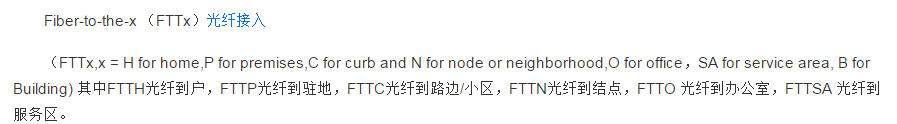 Fiber-to-the-x （FTTx）光纤接入
（FTTx,x = H for home,P for premises,C for curb and N for node or neighborhood,O for office，SA for service area, B for
Building) 其中FTTH光纤到户，FTTP光纤到驻地，FTTC光纤到路边/小区，FTTN光纤到结点，FTTO 光纤到办公室，FTTSA 光纤到
服务区。